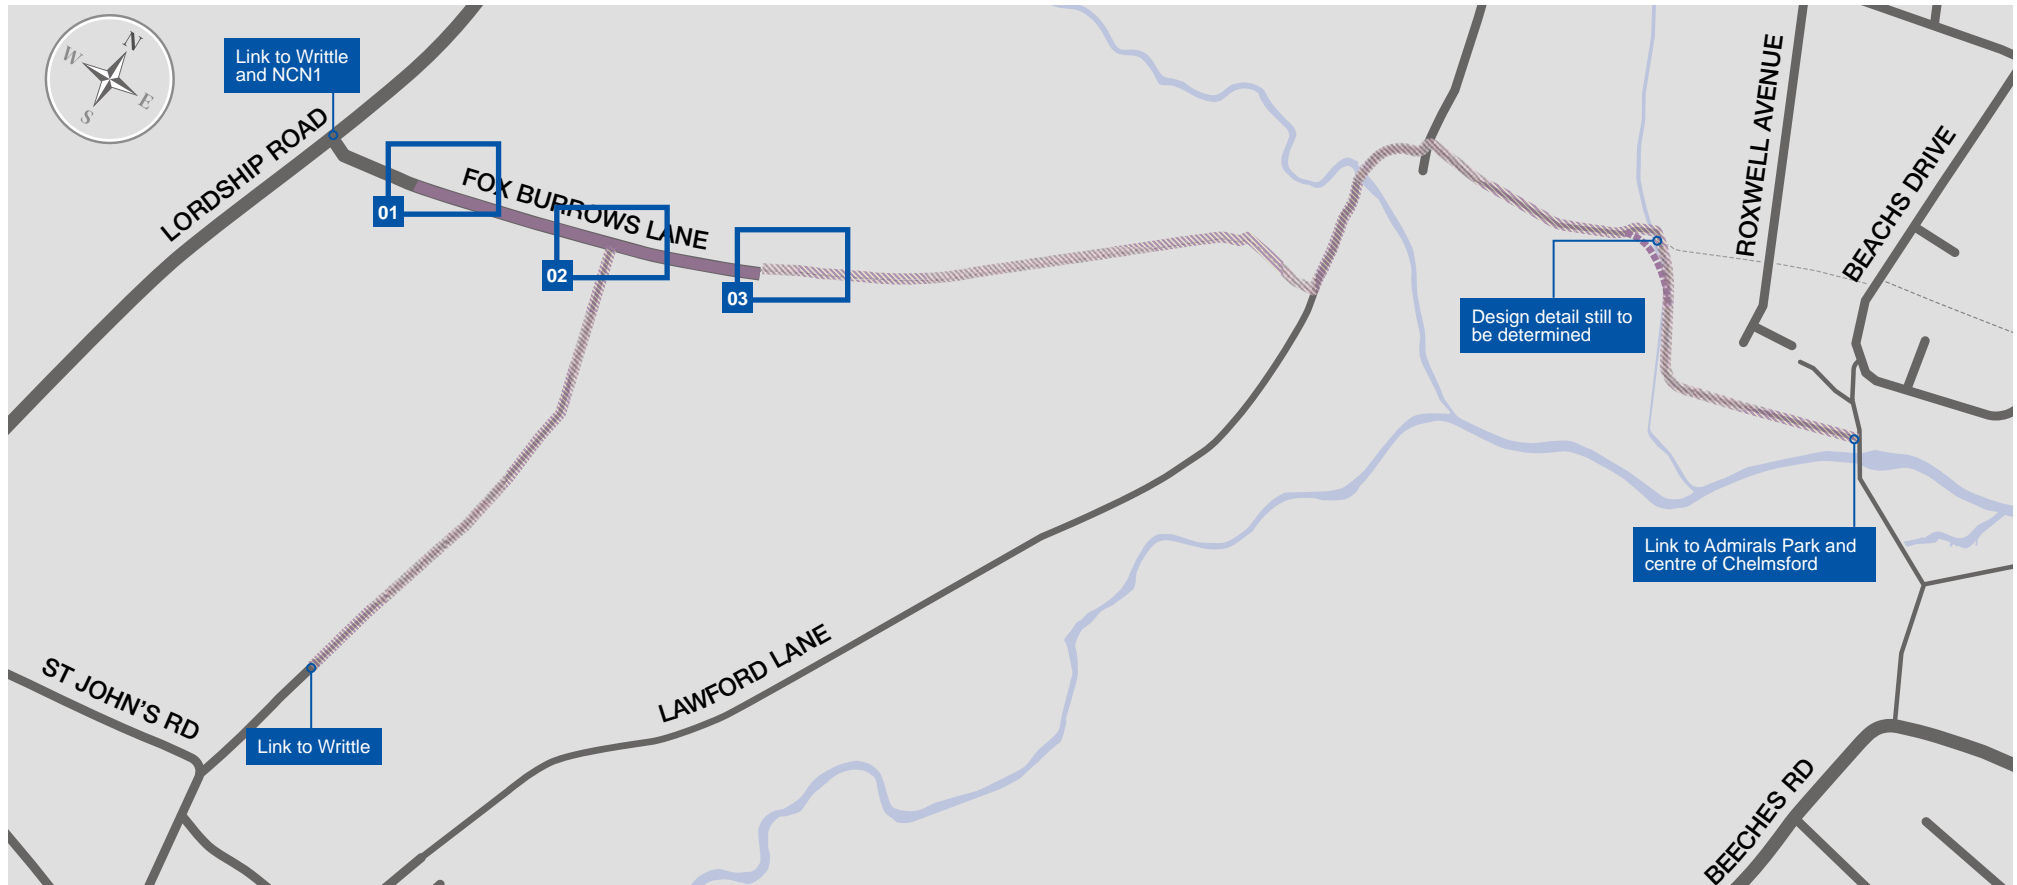 N
W
E
S
Link to Writtle
and NCN1
LORDSHIP ROAD
FOX BURROWS LANE
01
02
03
ROXWELL AVENUE
BEACHS DRIVE
Design detail still to
be determined
Link to Admirals Park and
centre of Chelmsford
LAWFORD LANE
ST JOHN'S RD
Link to Writtle
BEECHES RD